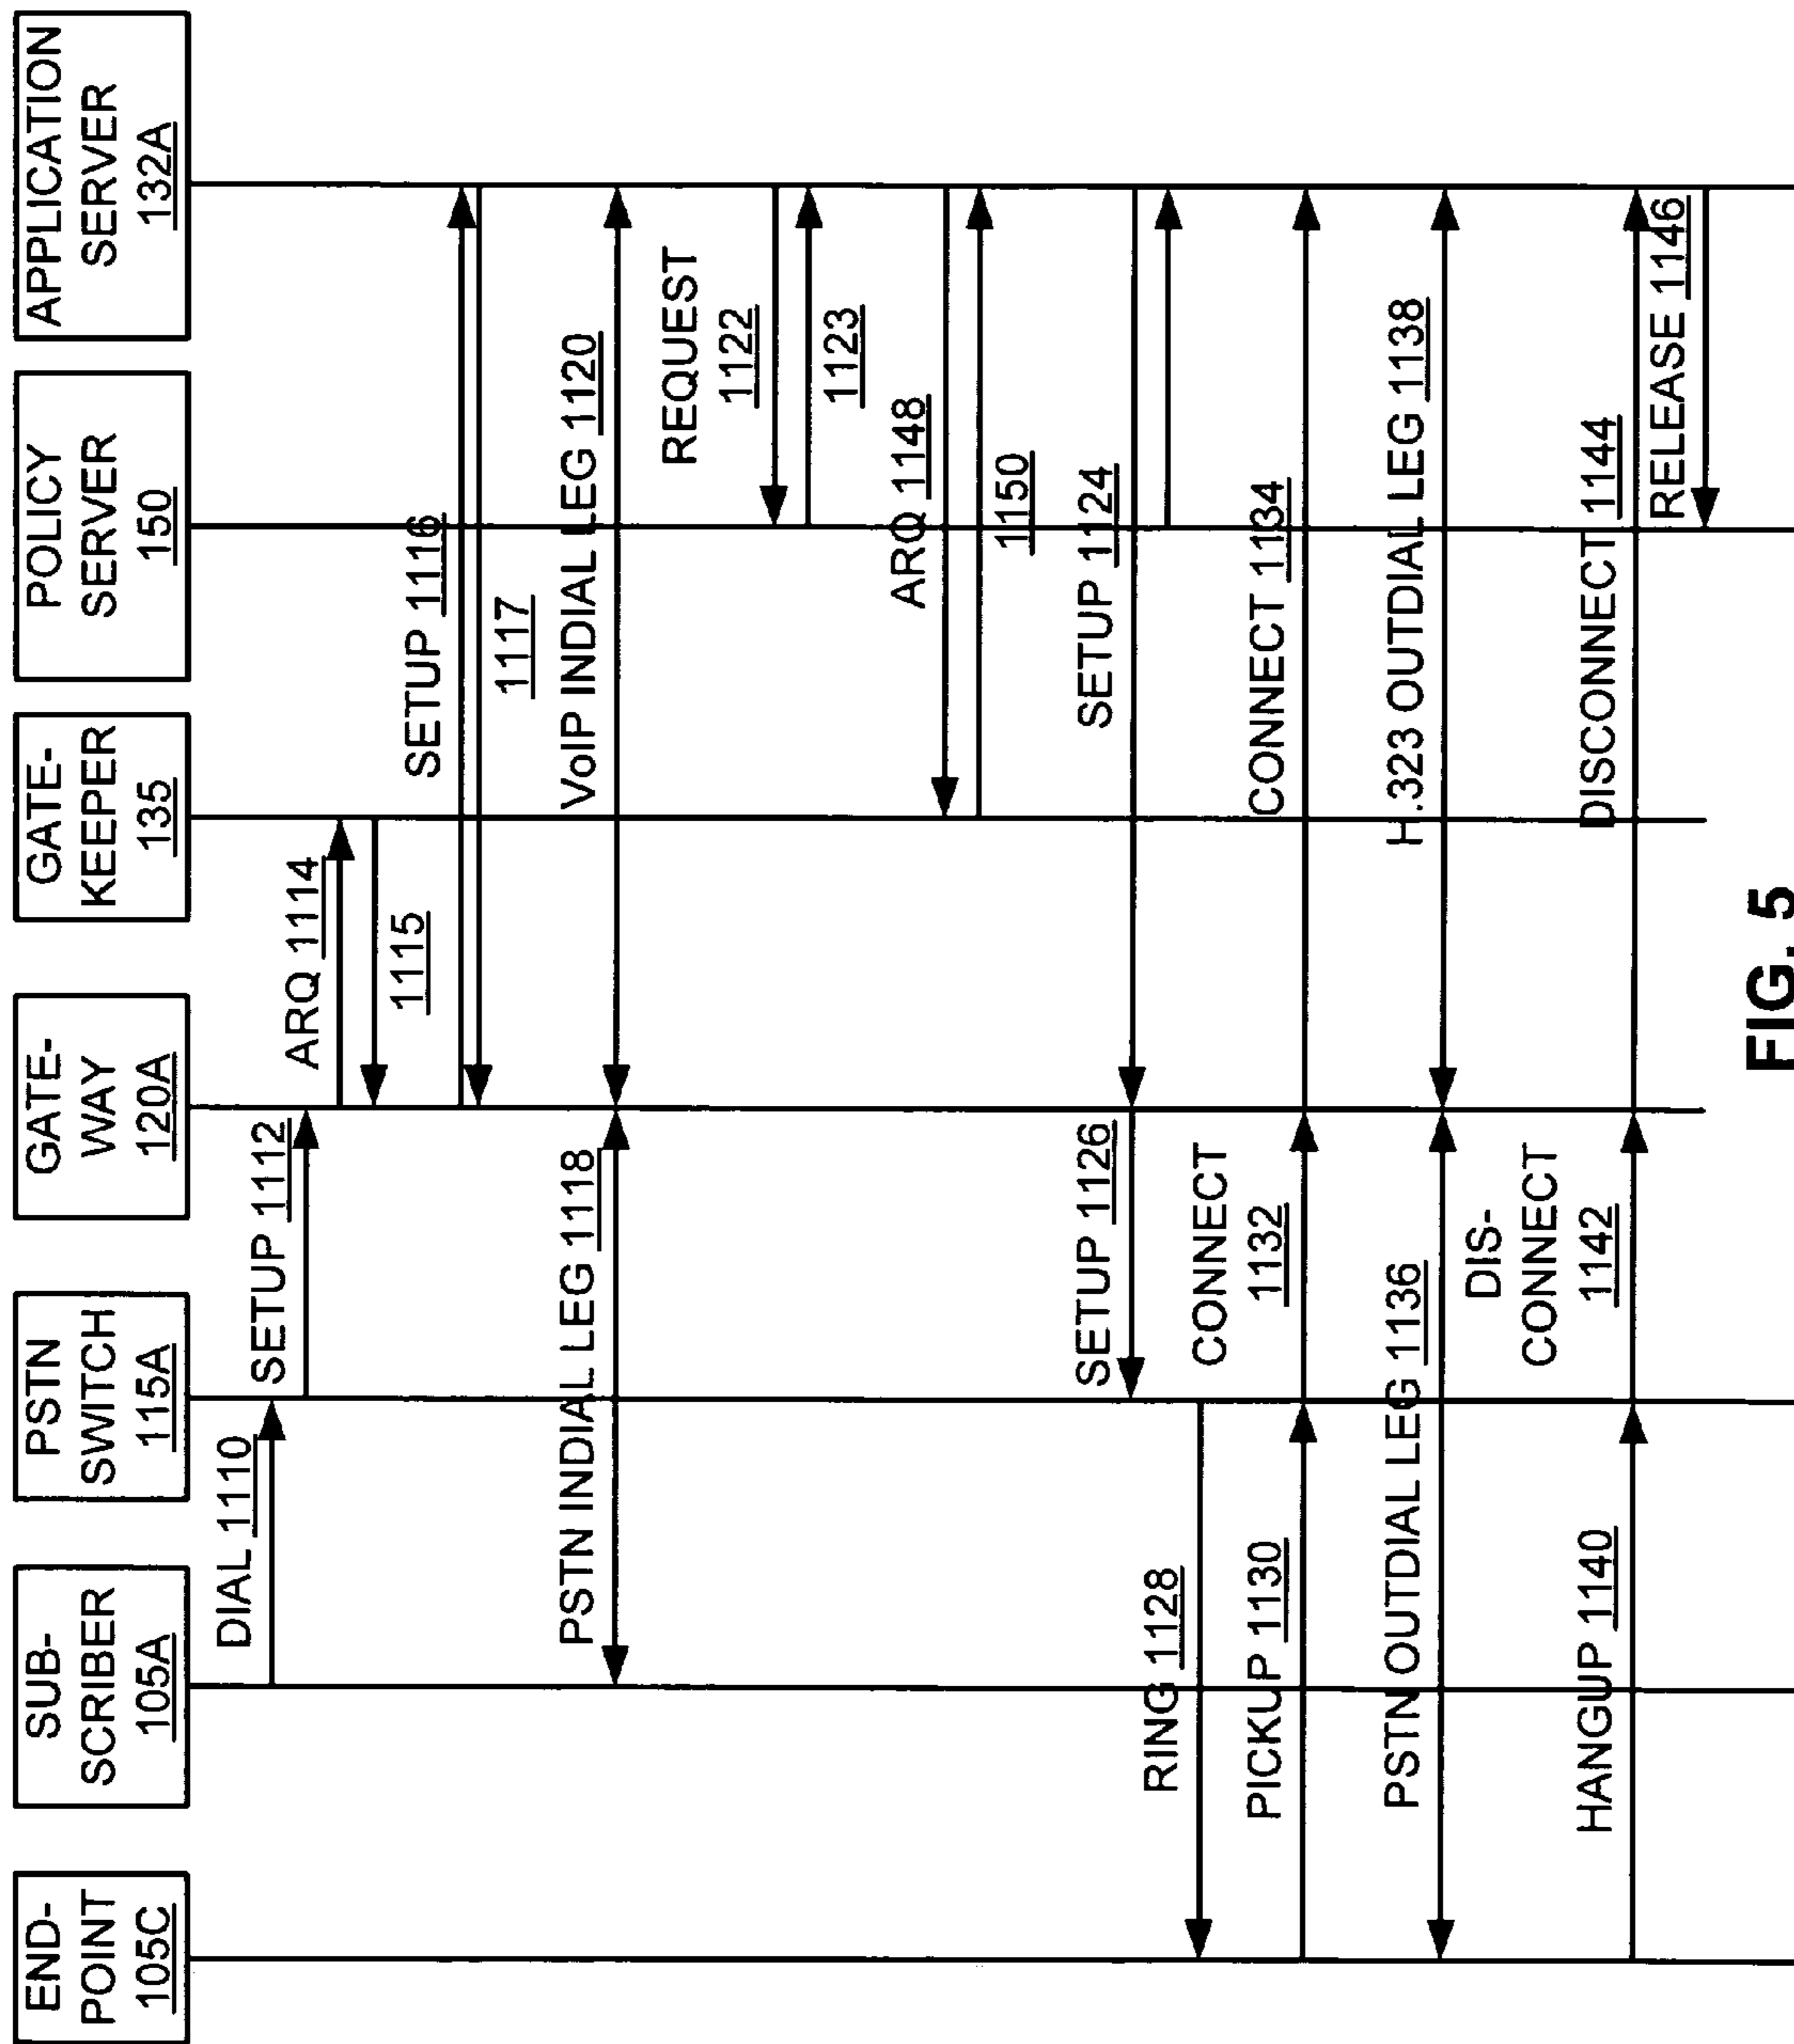 END-
POINT
105C
SUB-
SCRIBER
105A
PSTN
SWITCH
115A
GATE-
WAY
120A
GATE-
KEEPER
135
POLICY
SERVER
150
APPLICATION
SERVER
132A
DIAL 1110
SETUP 1112
ARQ 1114
1115
SETUP 1116
1117
PSTN INDIAL LEG 1118
VoIP INDIAL LEG 1120
REQUEST
1122
1123
ARQ 1148
1150
SETUP 1126
SETUP 1124
RING 1128
PICKUP 1130
CONNECT
1132
CONNECT 1134
PSTN OUTDIAL LEG 1136
H.323 OUTDIAL LEG 1138
HANGUP 1140
DIS-
CONNECT
1142
DISCONNECT 1144
RELEASE 1146
FIG. 5